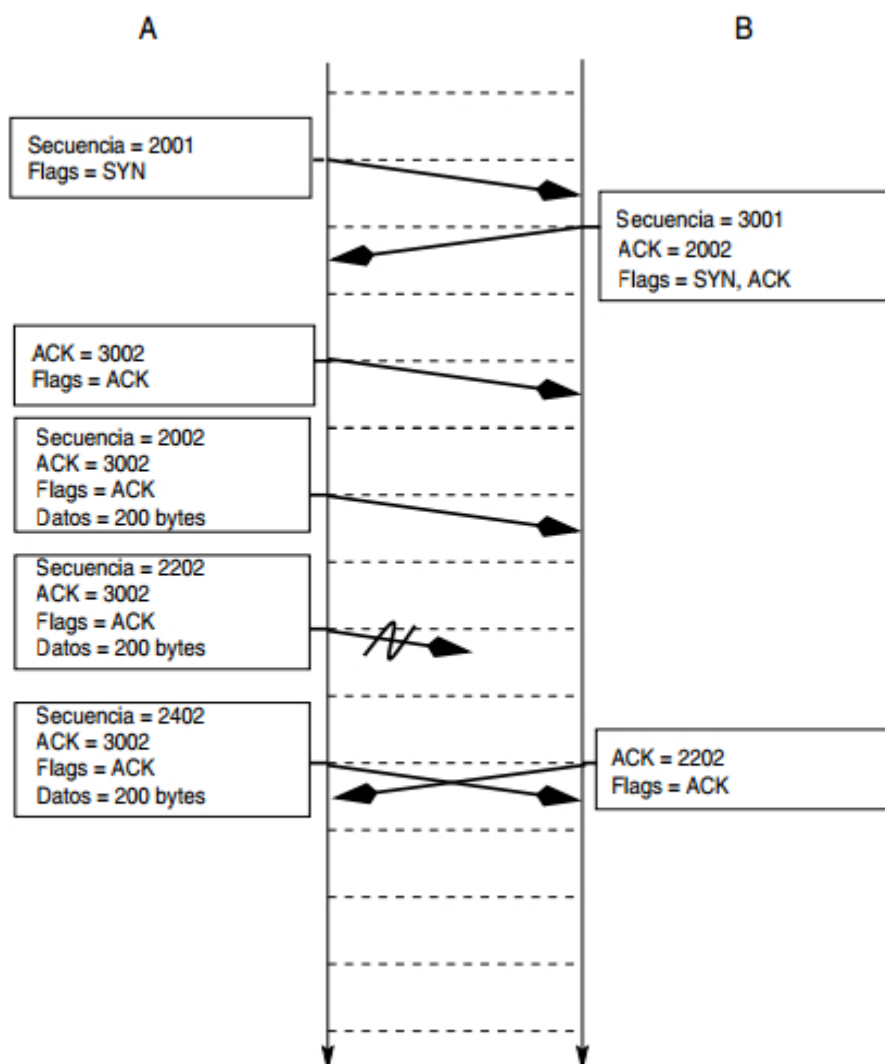 A
B
Secuencia = 2001
Flags = SYN
Secuencia = 3001
ACK = 2002
Flags = SYN, ACK
ACK = 3002
Flags = ACK
Secuencia = 2002
ACK = 3002
Flags = ACK
Datos = 200 bytes
Secuencia = 2202
ACK = 3002
Flags = ACK
Datos = 200 bytes
Secuencia = 2402
ACK = 3002
Flags = ACK
Datos = 200 bytes
ACK = 2202
Flags = ACK